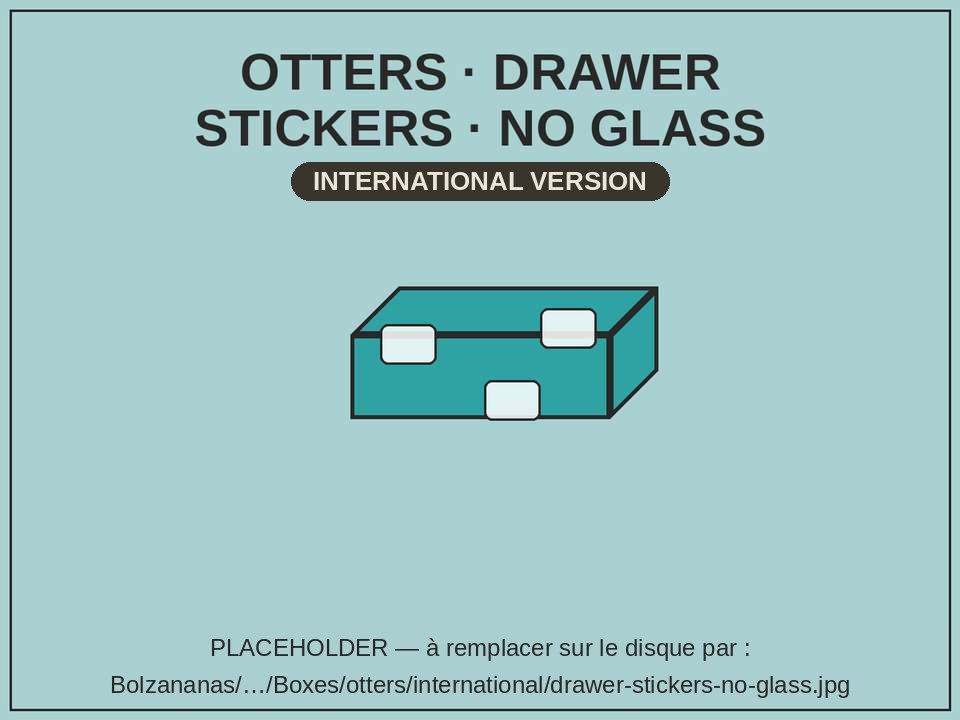 OTTERS · DRAWER
STICKERS · NO GLASS
INTERNATIONAL VERSION
PLACEHOLDER — à remplacer sur le disque par :
Bolzananas/…/Boxes/otters/international/drawer-stickers-no-glass.jpg